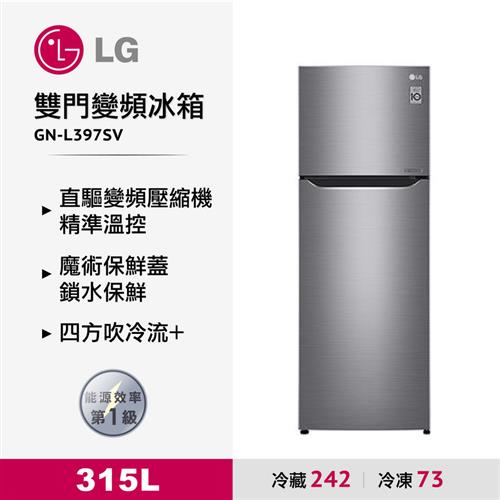 LG
雙門變頻冰箱
GN-L397SV
▶ 直驅變頻壓縮機
精準溫控
▶ 魔術保鮮蓋
鎖水保鮮
▶ 四方吹冷流+
能源效率
第1級
315L
冷藏 242 | 冷凍 73
LG